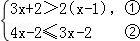 3x+2>2(x-1), ①
4x-2≤3x-2 ②